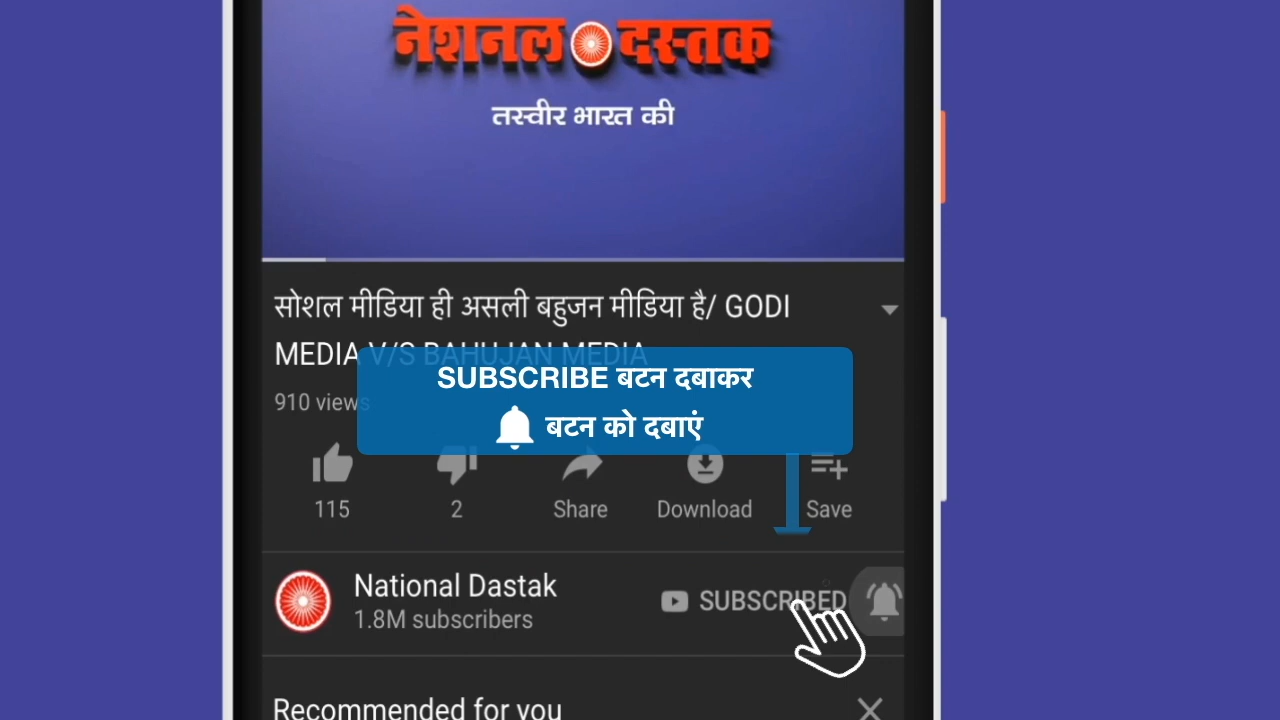 नेशनल दस्तक
तस्वीर भारत की
सोशल मीडिया ही असली बहुजन मीडिया है/ GODI
MEDIA V/S BAHUJAN MEDIA
910 views
SUBSCRIBE बटन दबाकर
बटन को दबाएं
115
2
Share
Download
Save
National Dastak
SUBSCRIBED
1.8M subscribers
Recommended for you